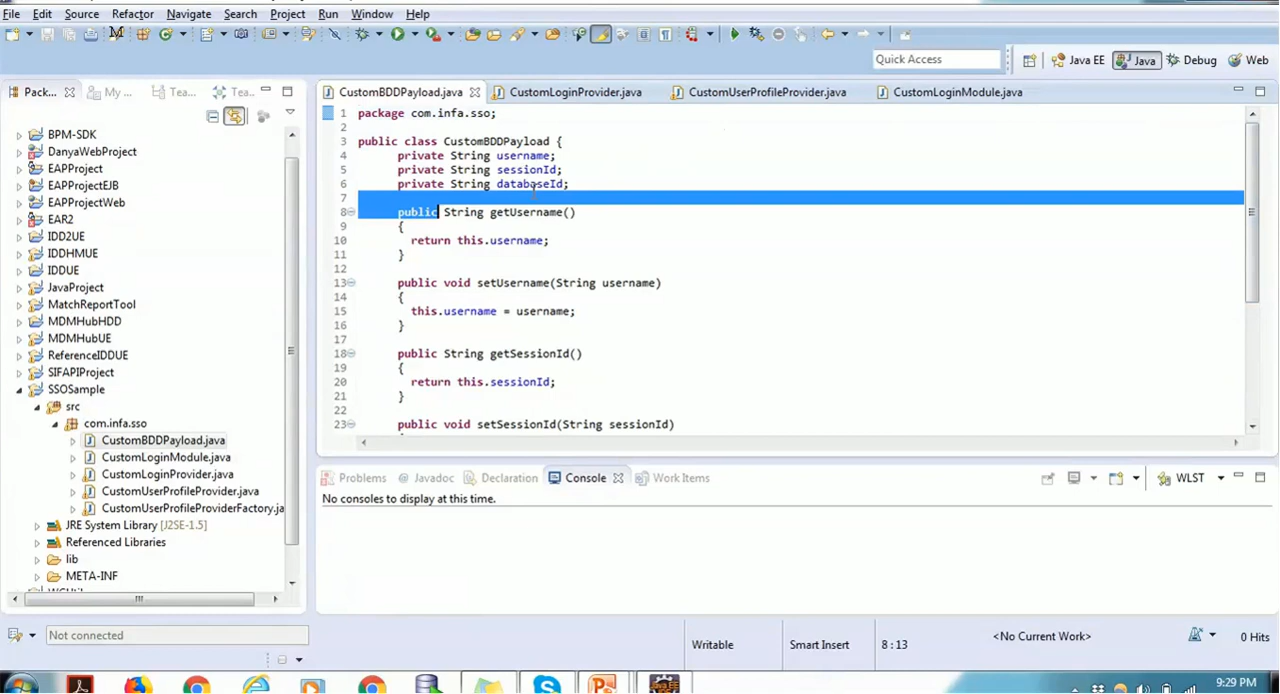 File Edit Source Refactor Navigate Search Project Run Window Help
Quick Access
Java EE Java Debug Web
Pack... My ... Tea... Tea...
BPM-SDK
DanyaWebProject
EAPProject
EAPProjectEJB
EAPProjectWeb
EAR2
IDD2UE
IDDHMUE
IDDUE
JavaProject
MatchReportTool
MDMHubHDD
MDMHubUE
ReferenceIDDUE
SIFAPIProject
SSOSample
src
com.infa.sso
CustomBDDPayload.java
CustomLoginModule.java
CustomLoginProvider.java
CustomUserProfileProvider.java
CustomUserProfileProviderFactory.ja
JRE System Library [J2SE-1.5]
Referenced Libraries
lib
META-INF
CustomBDDPayload.java CustomLoginProvider.java CustomUserProfileProvider.java CustomLoginModule.java
1 package com.infa.sso;
2
3 public class CustomBDDPayload {
4 private String username;
5 private String sessionId;
6 private String databaseId;
7
8 public String getUsername()
9 {
10 return this.username;
11 }
12
13 public void setUsername(String username)
14 {
15 this.username = username;
16 }
17
18 public String getSessionId()
19 {
20 return this.sessionId;
21 }
22
23 public void setSessionId(String sessionId)
Problems Javadoc Declaration Console Work Items
WLST
No consoles to display at this time.
Not connected
Writable Smart Insert 8 : 13 <No Current Work> 0 Hits
9:29 PM